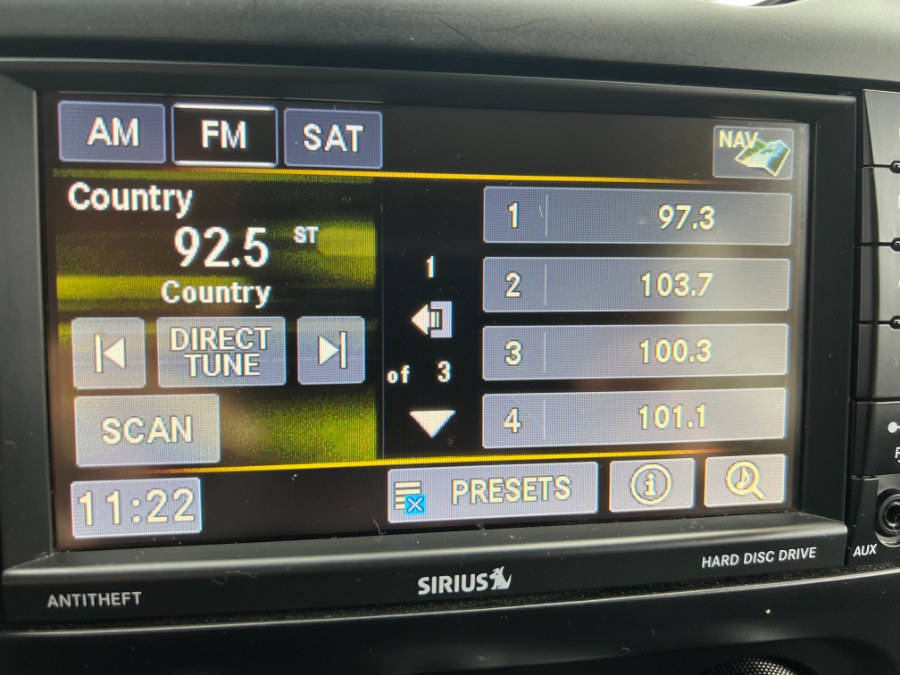 AM FM SAT NAV
Country
92.5 ST
Country
DIRECT
TUNE
SCAN
11:22
1
of 3
1 97.3
2 103.7
3 100.3
4 101.1
PRESETS
i
ANTITHEFT
SIRIUS
HARD DISC DRIVE
AUX